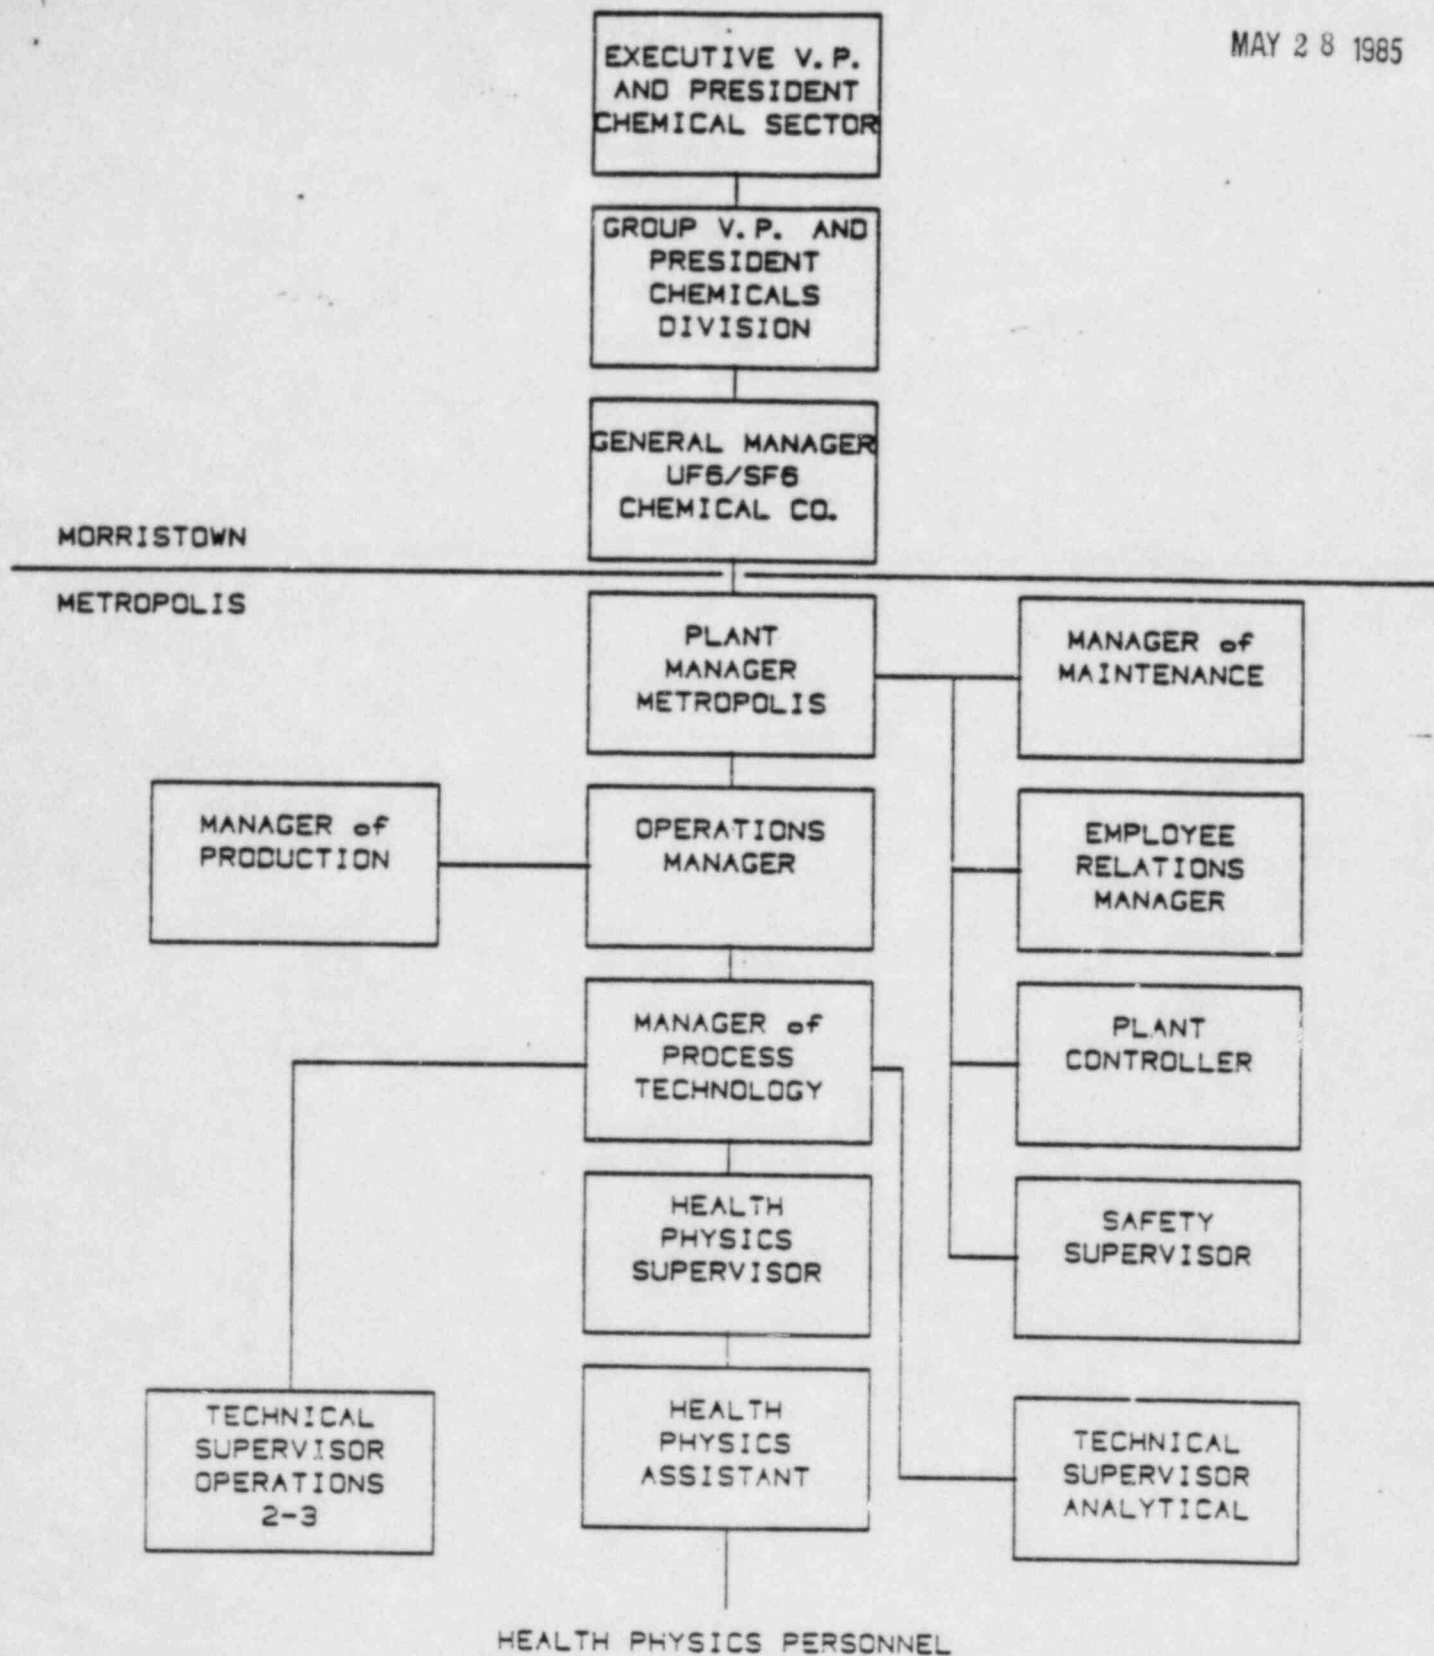 MAY 28 1985
EXECUTIVE V.P.
AND PRESIDENT
CHEMICAL SECTOR
GROUP V.P. AND
PRESIDENT
CHEMICALS
DIVISION
GENERAL MANAGER
UF6/SF6
CHEMICAL CO.
MORRISTOWN
METROPOLIS
PLANT
MANAGER
METROPOLIS
MANAGER of
MAINTENANCE
MANAGER of
PRODUCTION
OPERATIONS
MANAGER
EMPLOYEE
RELATIONS
MANAGER
MANAGER of
PROCESS
TECHNOLOGY
PLANT
CONTROLLER
HEALTH
PHYSICS
SUPERVISOR
SAFETY
SUPERVISOR
TECHNICAL
SUPERVISOR
OPERATIONS
2-3
HEALTH
PHYSICS
ASSISTANT
TECHNICAL
SUPERVISOR
ANALYTICAL
HEALTH PHYSICS PERSONNEL